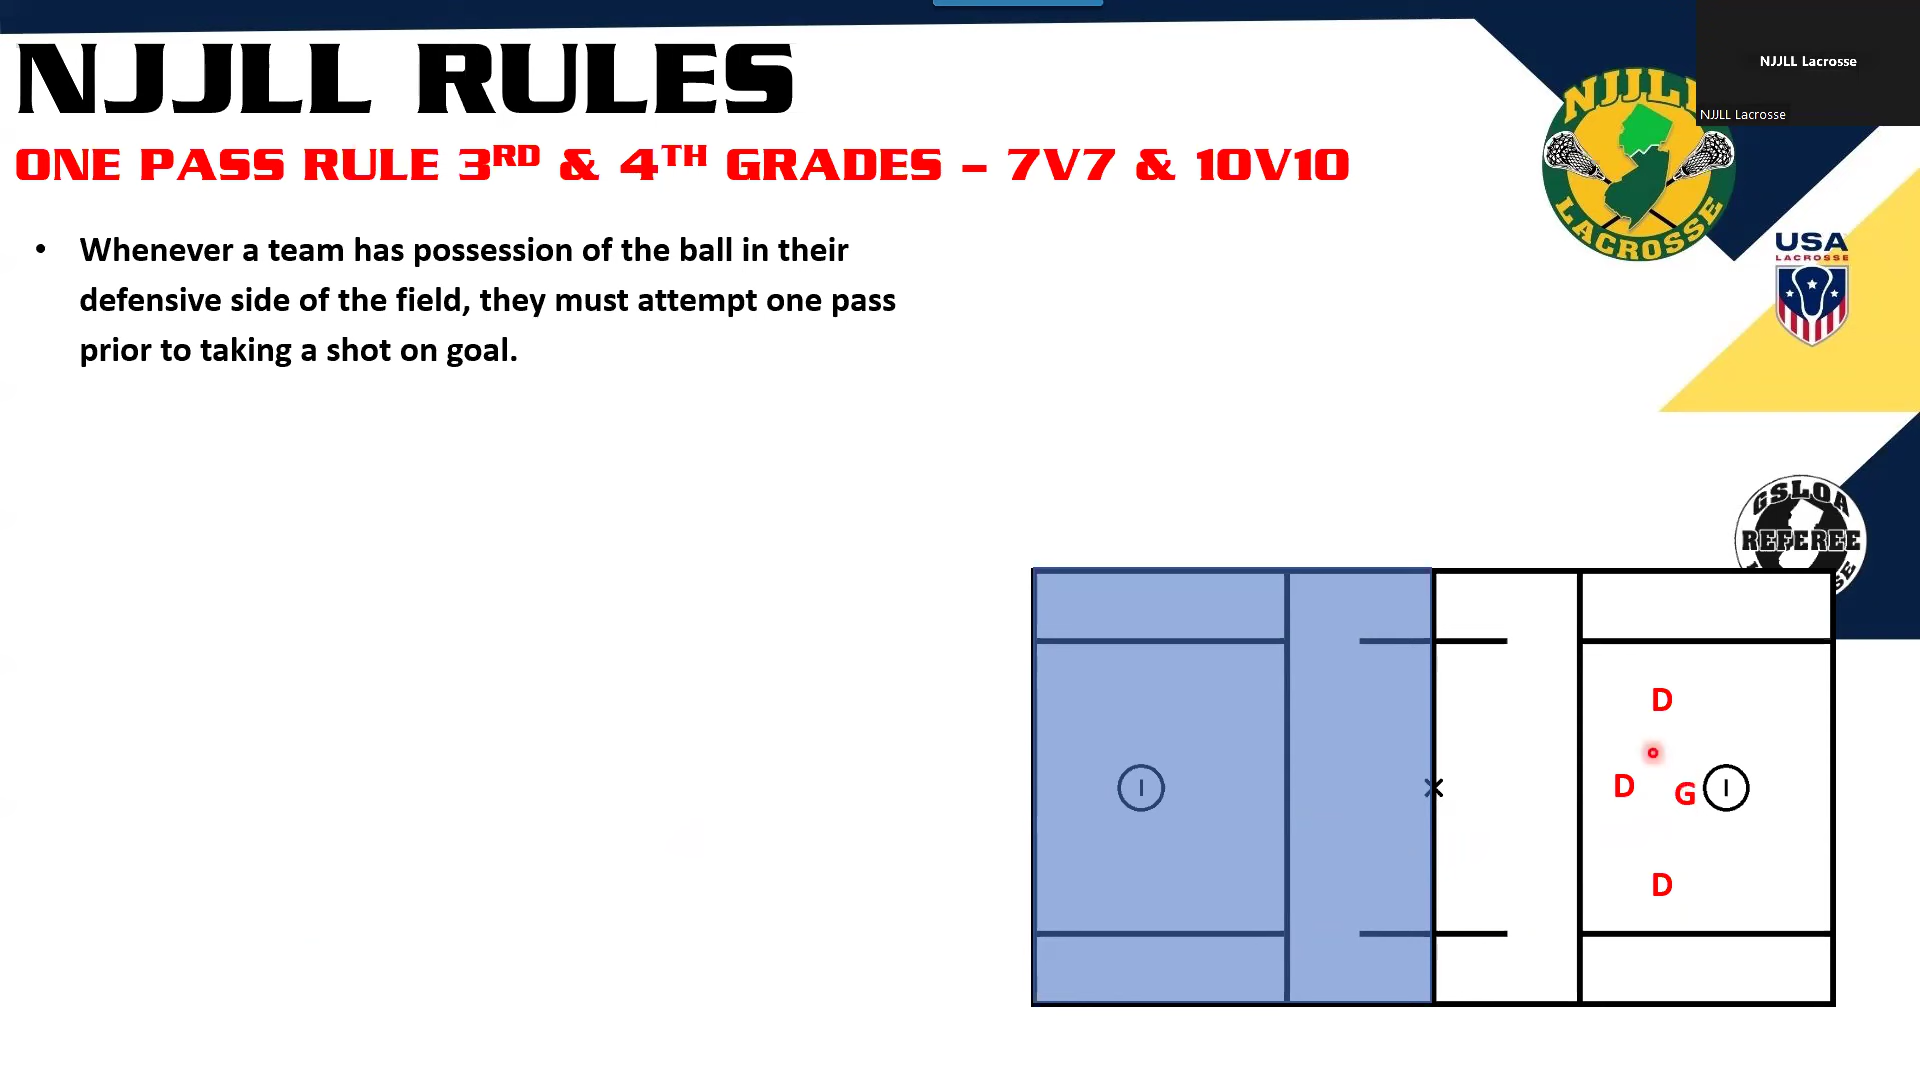 NJJLL RULES
NJJLL Lacrosse
NJJLL Lacrosse
ONE PASS RULE 3RD & 4TH GRADES – 7V7 & 10V10
NJJLL
LACROSSE
• Whenever a team has possession of the ball in their
defensive side of the field, they must attempt one pass
prior to taking a shot on goal.
USA
LACROSSE
GSLOA
REFEREE
D
D
G
D